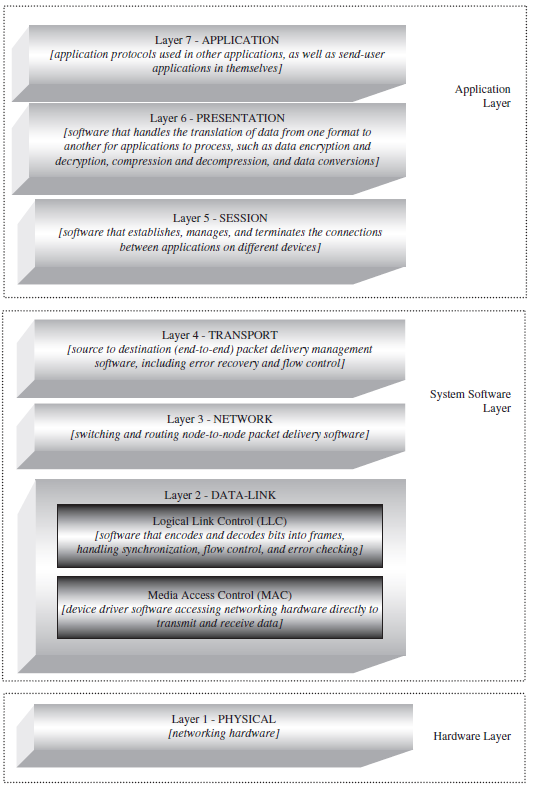 Layer 7 - APPLICATION
[application protocols used in other applications, as well as send-user
applications in themselves]
Application
Layer
Layer 6 - PRESENTATION
[software that handles the translation of data from one format to
another for applications to process, such as data encryption and
decryption, compression and decompression, and data conversions]
Layer 5 - SESSION
[software that establishes, manages, and terminates the connections
between applications on different devices]
Layer 4 - TRANSPORT
[source to destination (end-to-end) packet delivery management
software, including error recovery and flow control]
System Software
Layer
Layer 3 - NETWORK
[switching and routing node-to-node packet delivery software]
Layer 2 - DATA-LINK
Logical Link Control (LLC)
[software that encodes and decodes bits into frames,
handling synchronization, flow control, and error checking]
Media Access Control (MAC)
[device driver software accessing networking hardware directly to
transmit and receive data]
Layer 1 - PHYSICAL
[networking hardware]
Hardware Layer